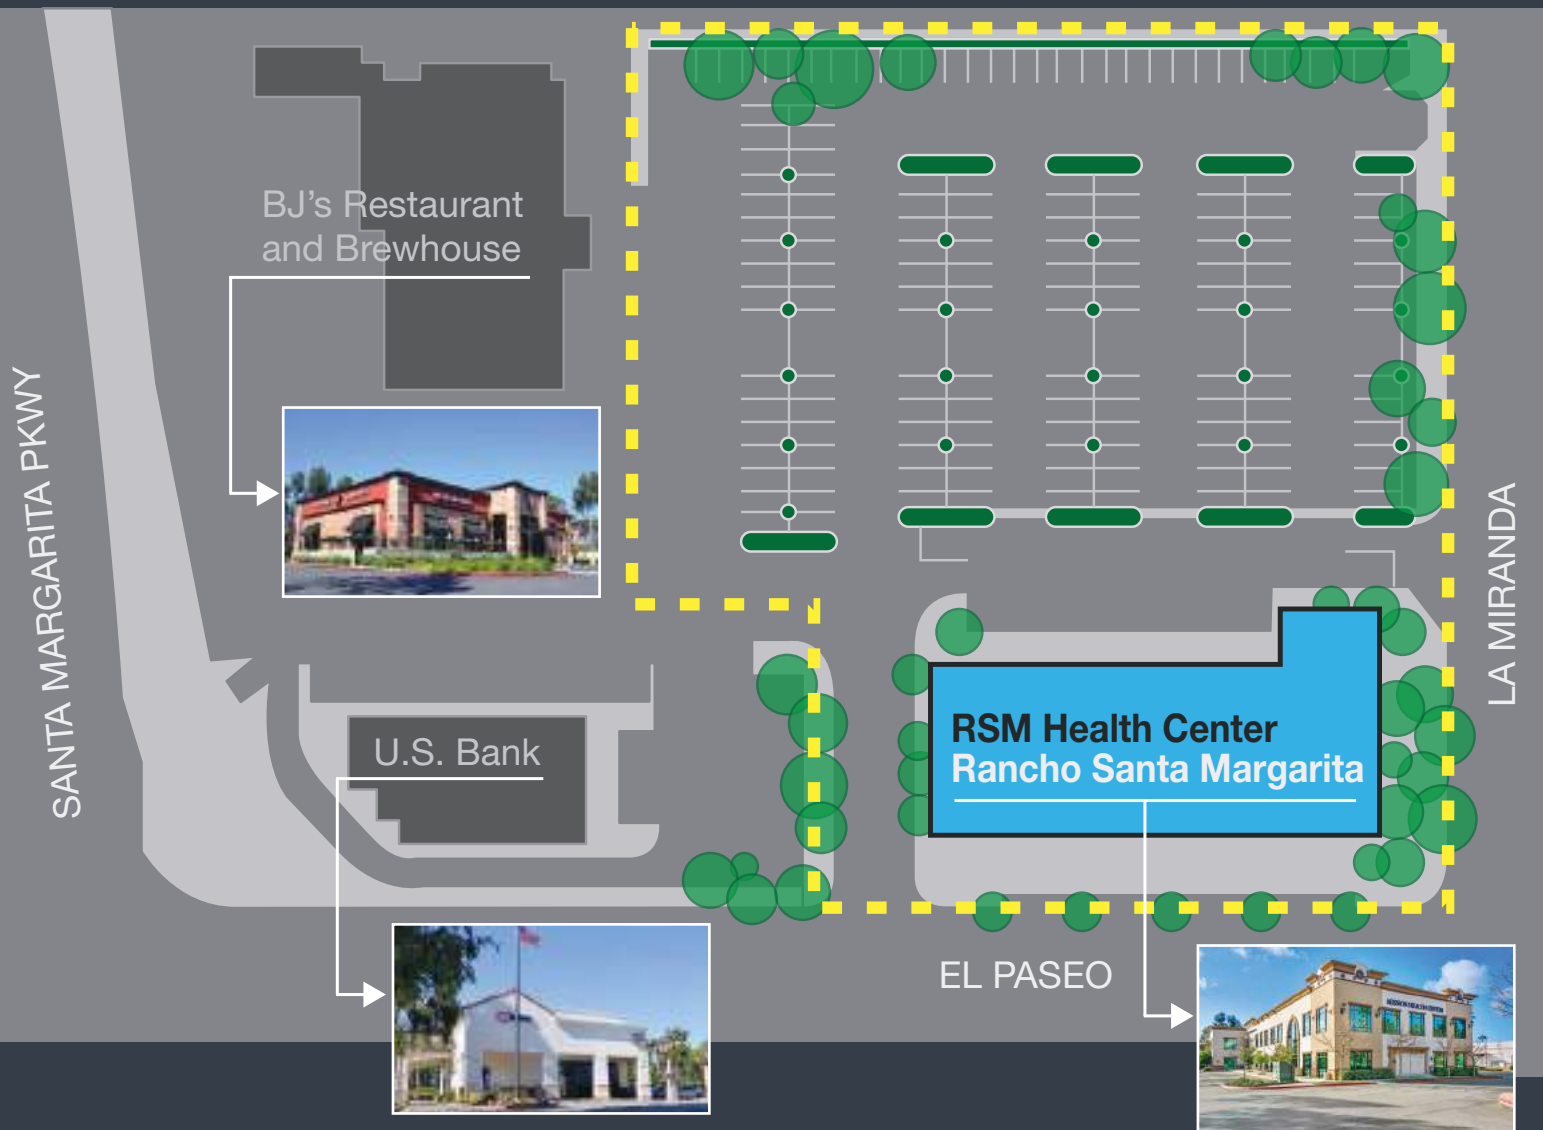 BJ's Restaurant
and Brewhouse
SANTA MARGARITA PKWY
LA MIRANDA
RSM Health Center
Rancho Santa Margarita
U.S. Bank
EL PASEO